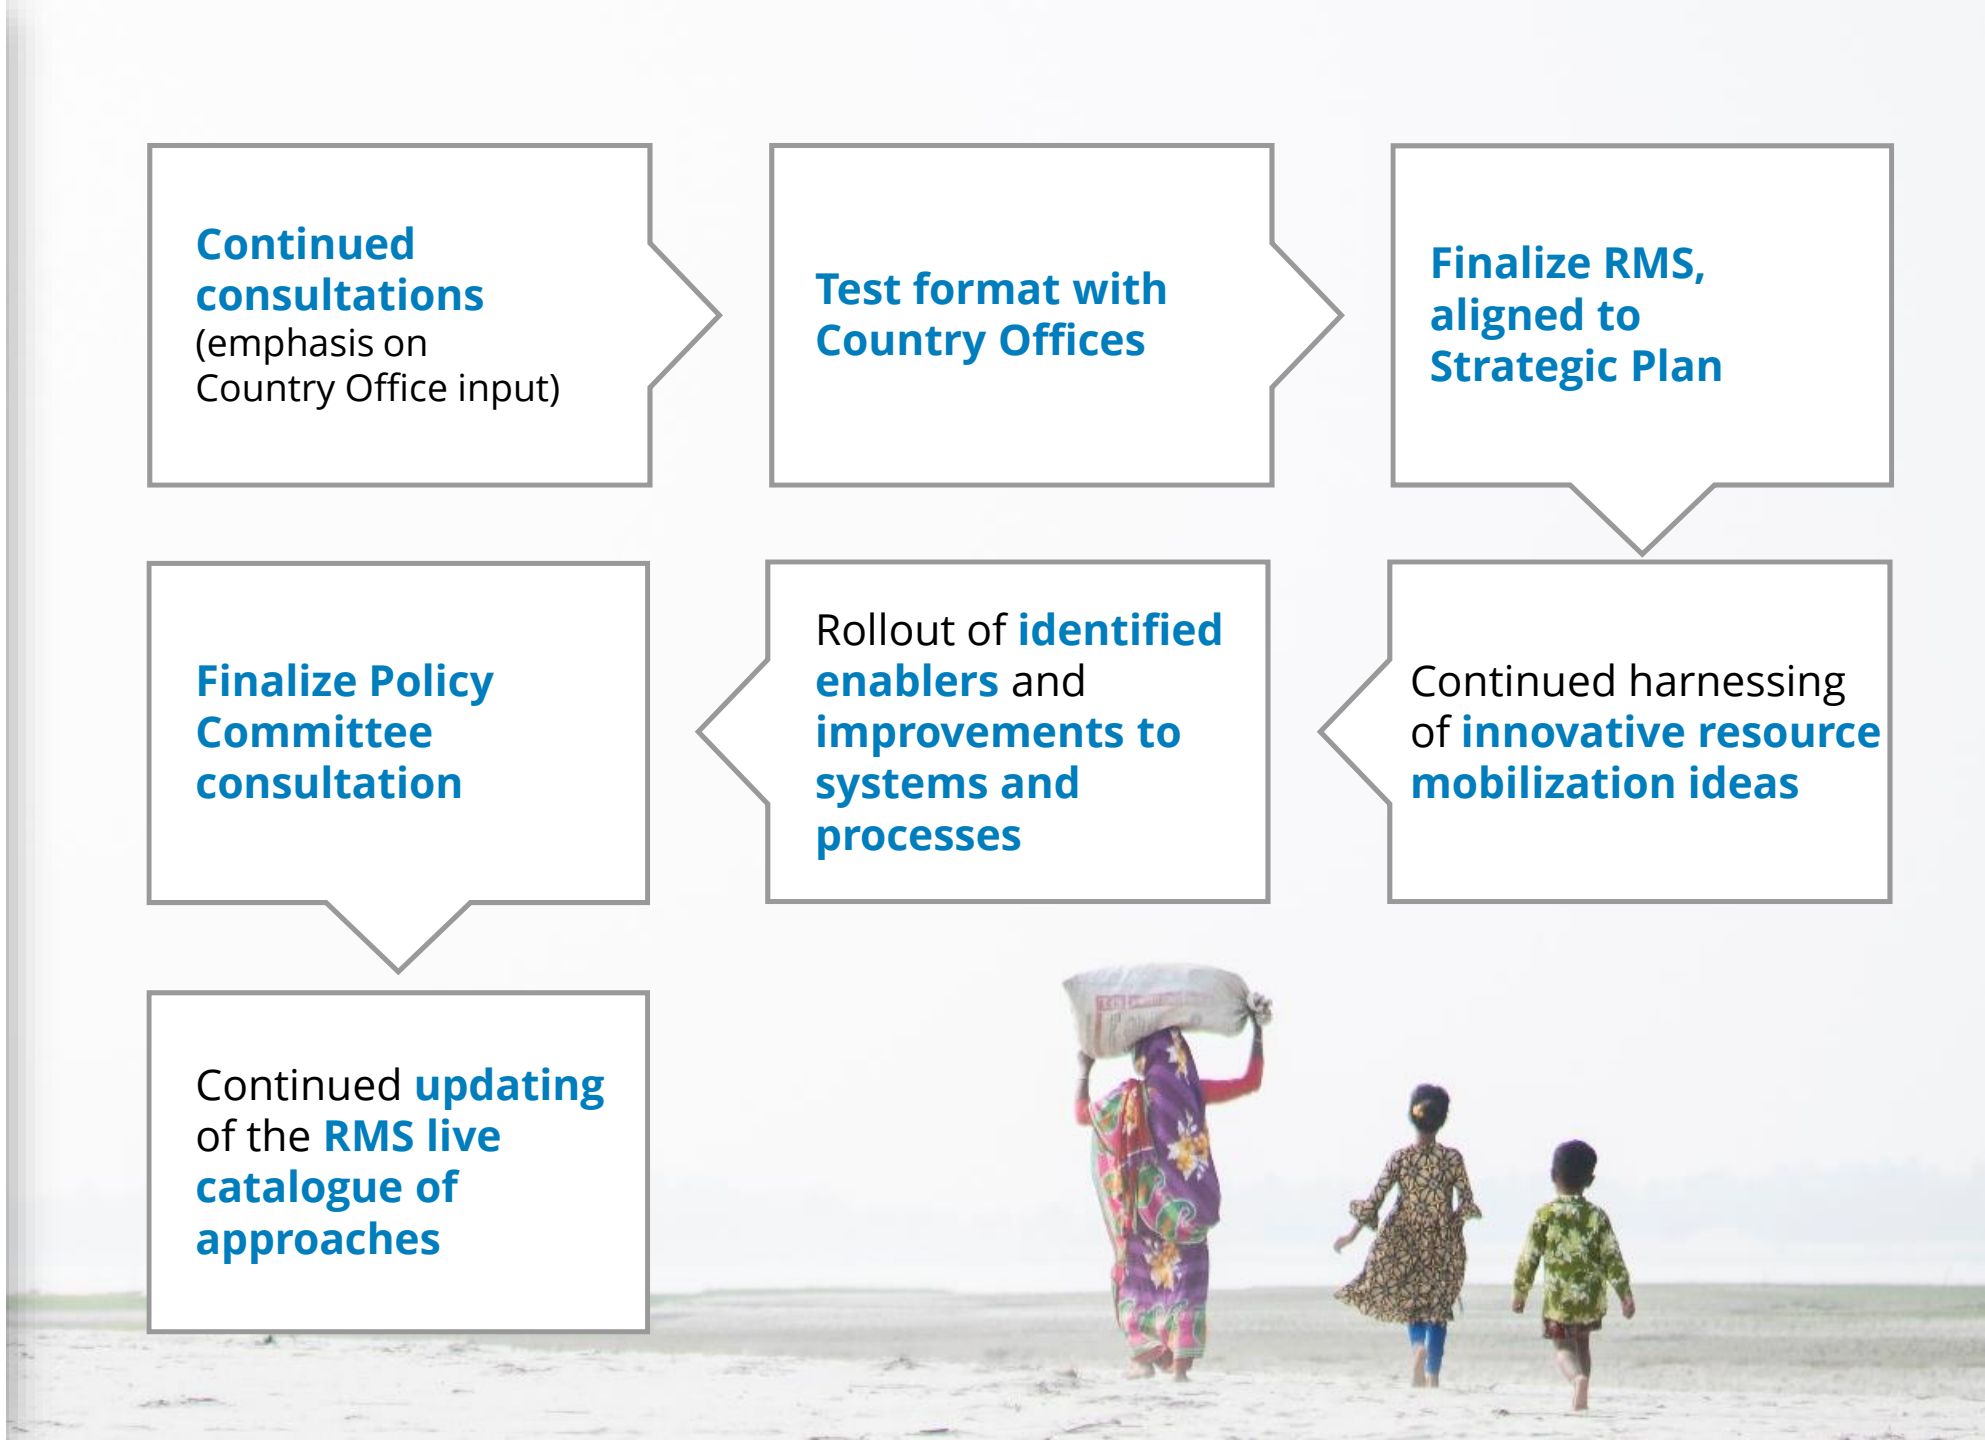 Continued
consultations
(emphasis on
Country Office input)
Test format with
Country Offices
Finalize RMS,
aligned to
Strategic Plan
Continued harnessing
of innovative resource
mobilization ideas
Rollout of identified
enablers and
improvements to
systems and
processes
Finalize Policy
Committee
consultation
Continued updating
of the RMS live
catalogue of
approaches